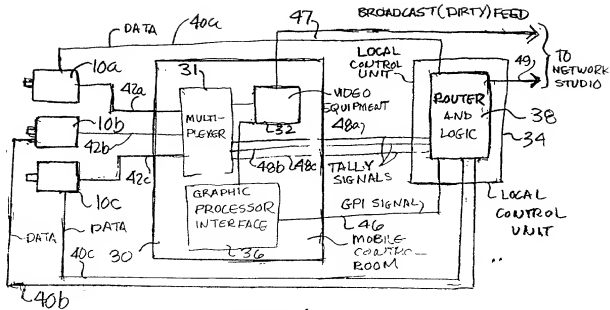 BROADCAST (DIRTY) FEED
47
DATA
40a
LOCAL
CONTROL
UNIT
49
TO
NETWORK
STUDIO
10a
31
42a
MULTI-
PLEYER
VIDEO
EQUIPMENT
32
ROUTER
AND
LOGIC
38
34
10b
42b
48a
48b
48c
TALLY
SIGNALS
42c
10c
GRAPHIC
PROCESSOR
INTERFACE
36
GPI SIGNAL
46
LOCAL
CONTROL
UNIT
DATA
DATA
30
MOBILE
CONTROL
ROOM
40c
40b